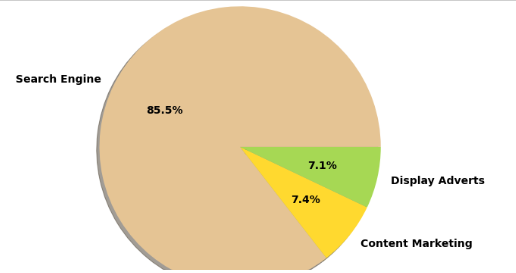 Search Engine
85.5%
7.1%
Display Adverts
7.4%
Content Marketing